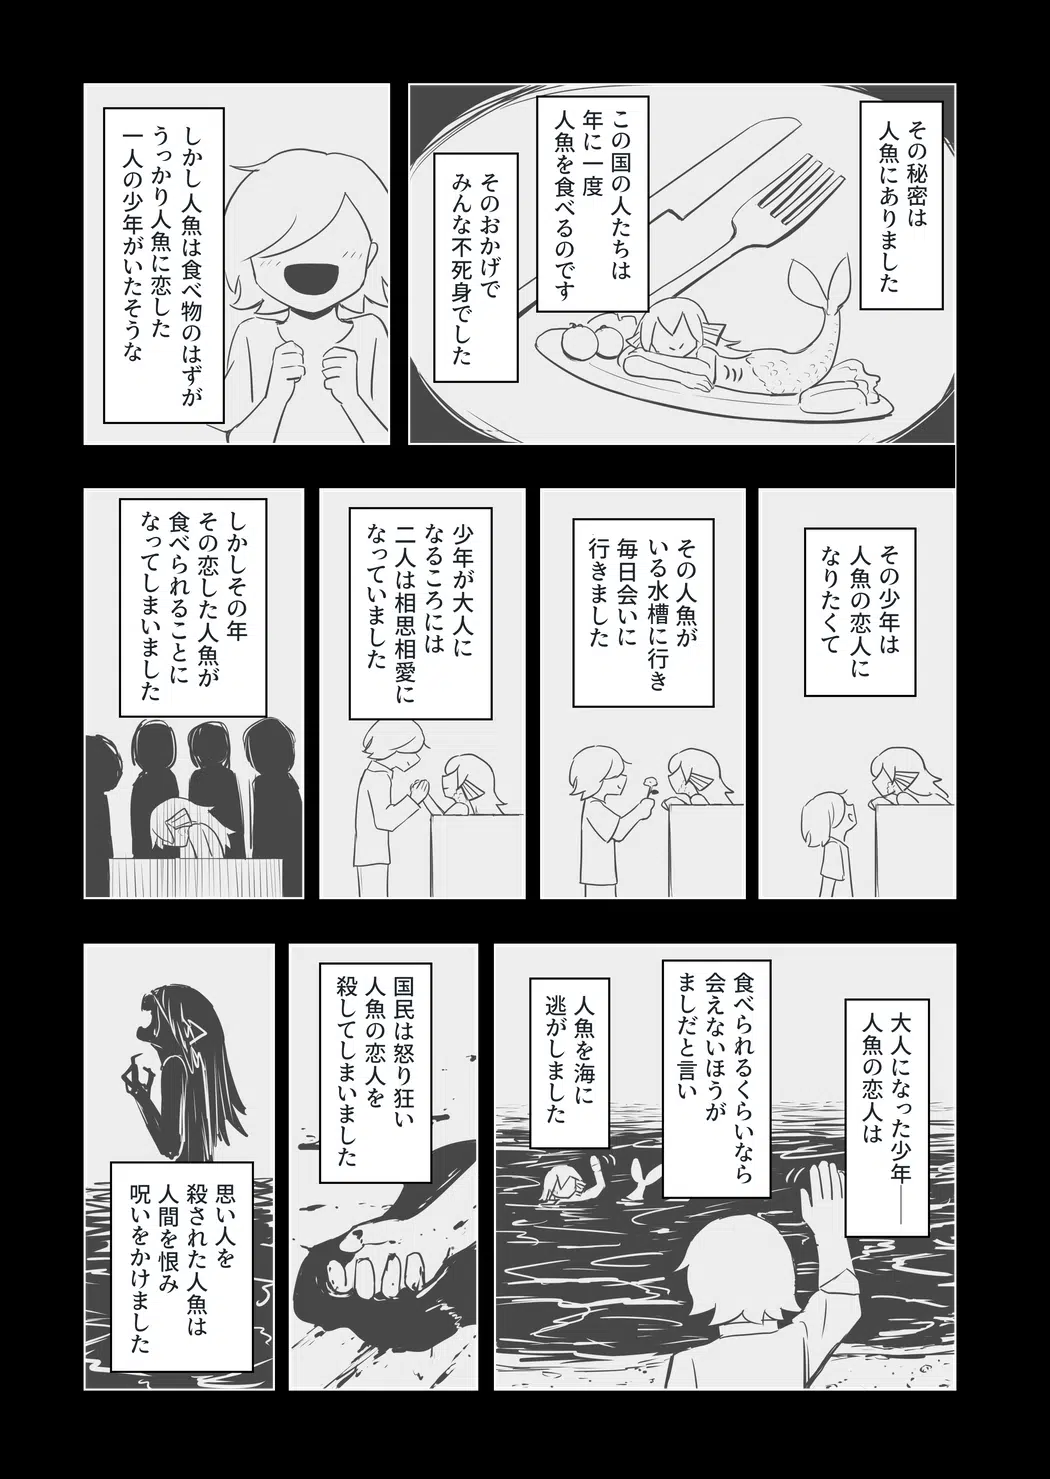 その秘密は
人魚にありました
この国の人たちは
年に一度
人魚を食べるのです
そのおかげで
みんな不死身でした
しかし人魚は食べ物のはずが
うっかり人魚に恋した
一人の少年がいたそうな
その少年は
人魚の恋人に
なりたくて
その人魚が
いる水槽に行き
毎日会いに
行きました
少年が大人に
なるころには
二人は相思相愛に
なっていました
しかしその年
その恋した人魚が
食べられることに
なってしまいました
大人になった少年――
人魚の恋人は
食べられるくらいなら
会えないほうが
ましだと言い
人魚を海に
逃がしました
国民は怒り狂い
人魚の恋人を
殺してしまいました
思い人を
殺された人魚は
人間を恨み
呪いをかけました